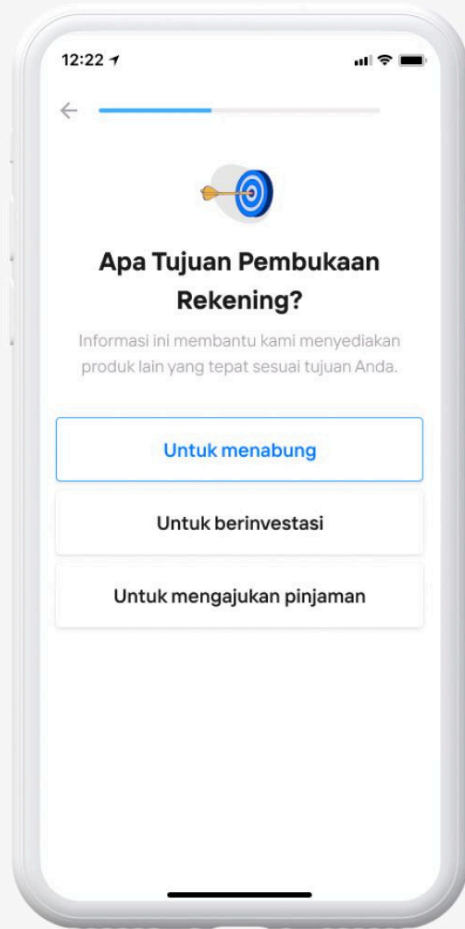 12:22
Apa Tujuan Pembukaan
Rekening?
Informasi ini membantu kami menyediakan
produk lain yang tepat sesuai tujuan Anda.
Untuk menabung
Untuk berinvestasi
Untuk mengajukan pinjaman